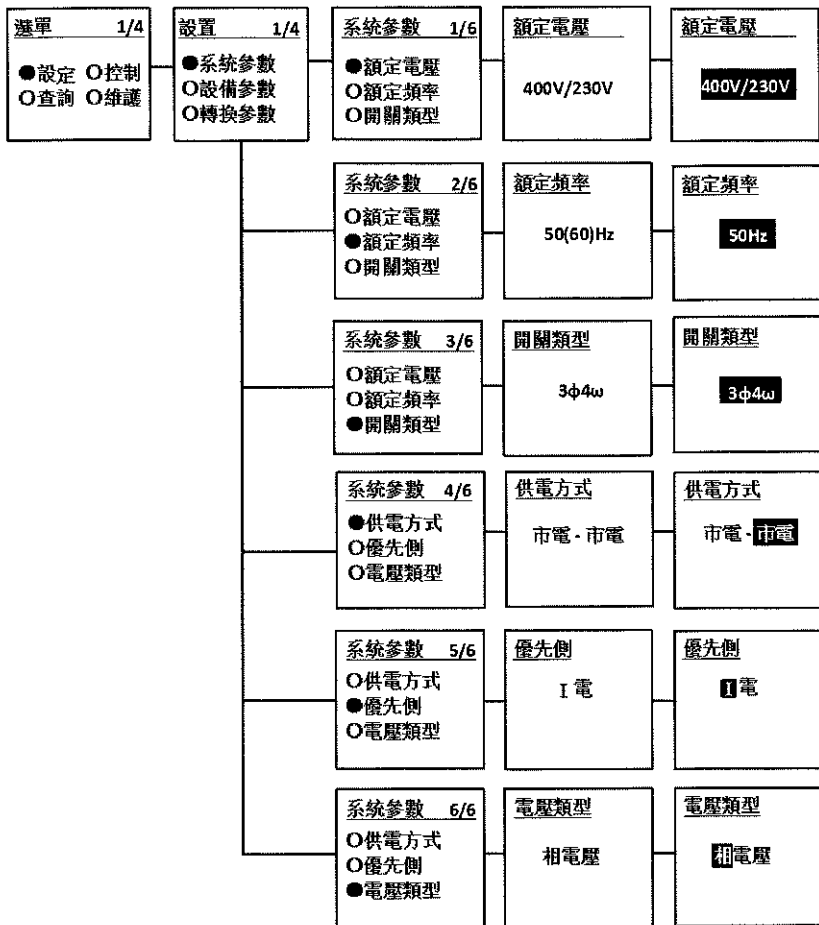 選單 1/4
●設定 O控制
O查詢 O維護
設置 1/4
●系統參數
O設備參數
O轉換參數
系統參數 1/6
●額定電壓
O額定頻率
O開關類型
額定電壓
400V/230V
額定電壓
400V/230V
系統參數 2/6
O額定電壓
●額定頻率
O開關類型
額定頻率
50(60)Hz
額定頻率
50Hz
系統參數 3/6
O額定電壓
O額定頻率
●開關類型
開關類型
3ϕ4ω
開關類型
3ϕ4ω
系統參數 4/6
●供電方式
O優先側
O電壓類型
供電方式
市電-市電
供電方式
市電-市電
系統參數 5/6
O供電方式
●優先側
O電壓類型
優先側
I電
優先側
I電
系統參數 6/6
O供電方式
O優先側
●電壓類型
電壓類型
相電壓
電壓類型
相電壓